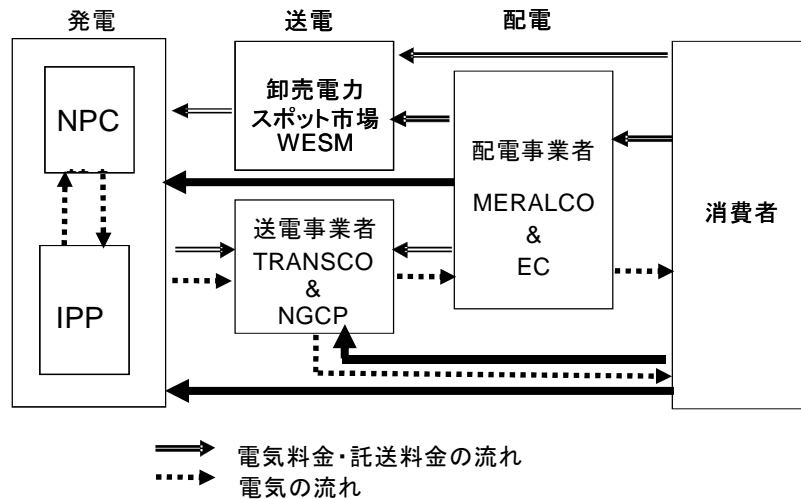 発電
送電
配電
NPC
IPP
卸売電力
スポット市場
WESM
送電事業者
TRANSCO
&
NGCP
配電事業者
MERALCO
&
EC
消費者
電気料金・託送料金の流れ
電気の流れ